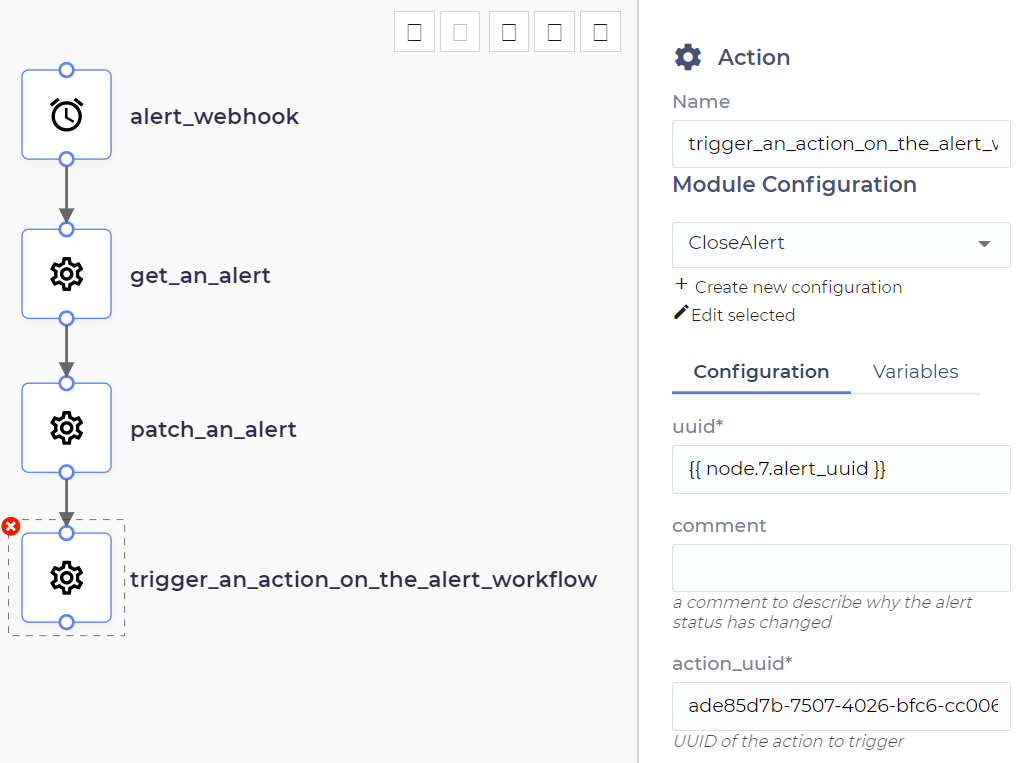 alert_webhook
get_an_alert
patch_an_alert
trigger_an_action_on_the_alert_workflow
Action
Name
trigger_an_action_on_the_alert_
Module Configuration
CloseAlert
+ Create new configuration
Edit selected
Configuration Variables
uuid*
{{ node.7.alert_uuid }}
comment
a comment to describe why the alert
status has changed
action_uuid*
ade85d7b-7507-4026-bfc6-cc006
UUID of the action to trigger